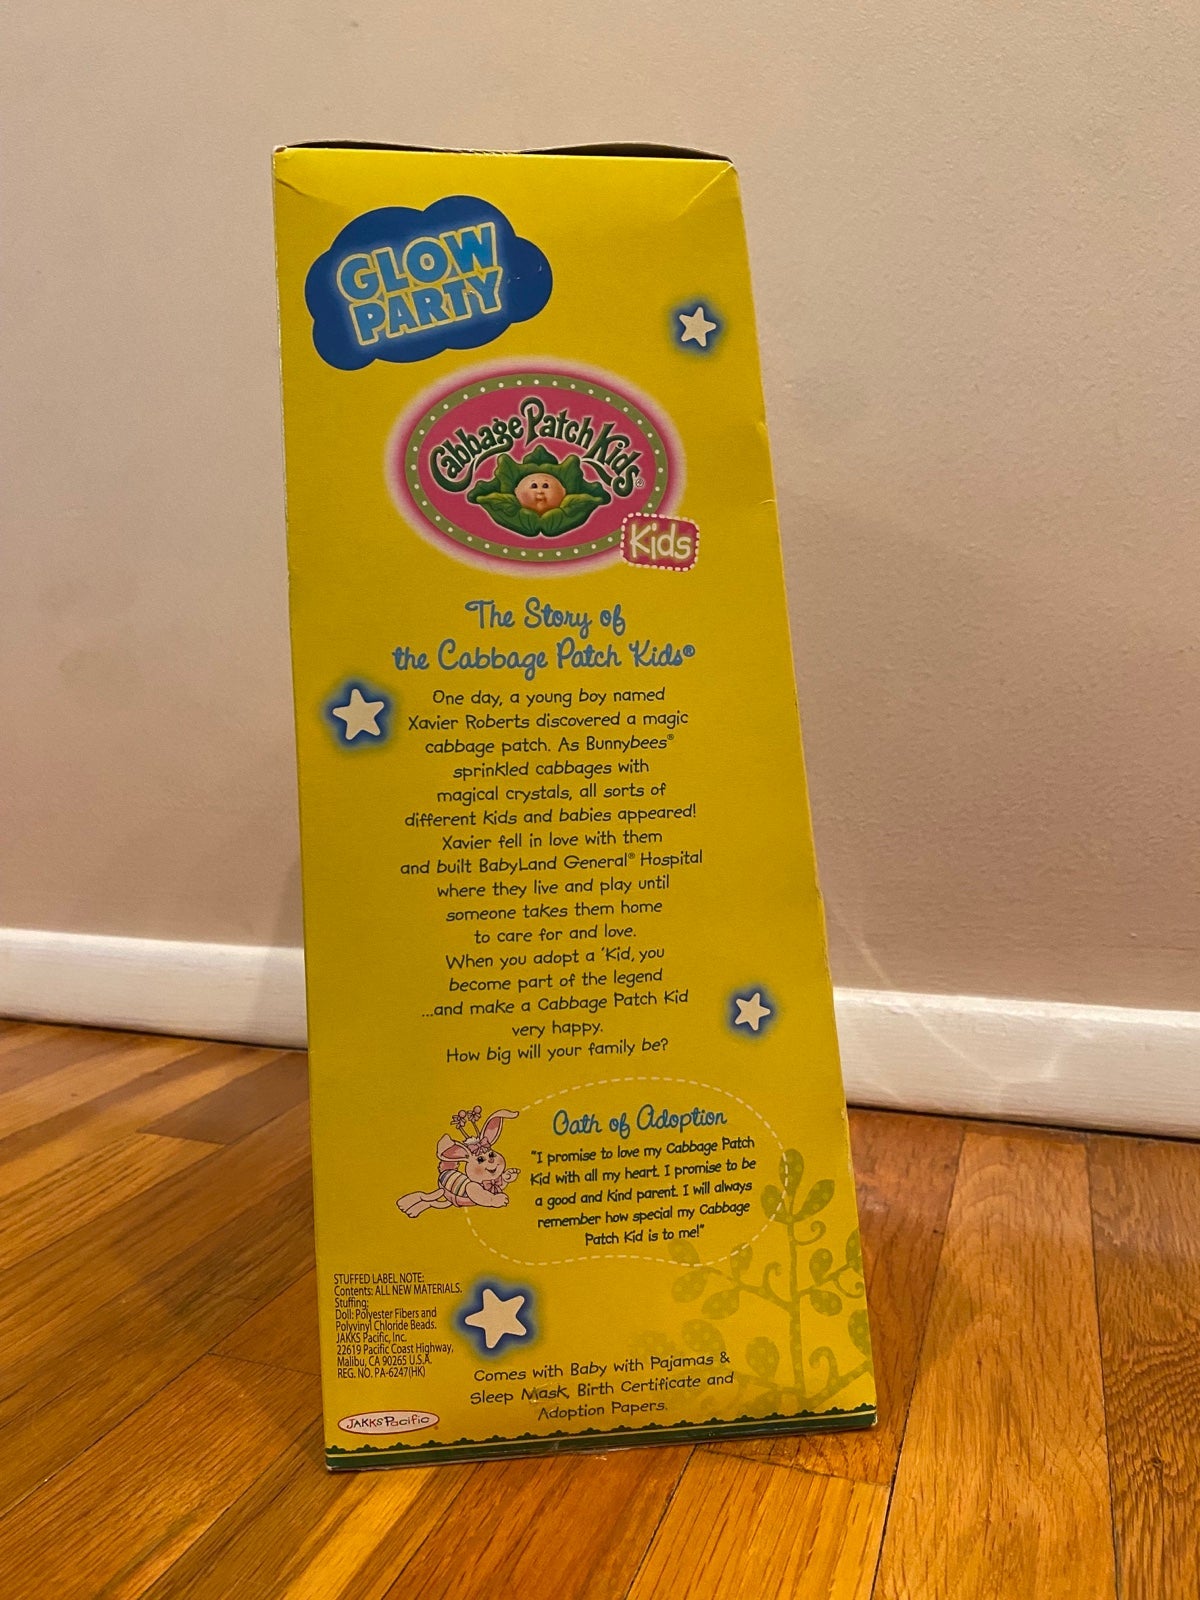 GLOW
PARTY
Cabbage Patch Kids®
Kids
The Story of
the Cabbage Patch Kids®
One day, a young boy named
Xavier Roberts discovered a magic
cabbage patch. As Bunnybees®
sprinkled cabbages with
magical crystals, all sorts of
different Kids and babies appeared!
Xavier fell in love with them
and built BabyLand General® Hospital
where they live and play until
someone takes them home
to care for and love.
When you adopt a 'Kid, you
become part of the legend
...and make a Cabbage Patch Kid
very happy.
How big will your family be?
Oath of Adoption
"I promise to love my Cabbage Patch
Kid with all my heart. I promise to be
a good and kind parent. I will always
remember how special my Cabbage
Patch Kid is to me!"
STUFFED LABEL NOTE:
Contents: ALL NEW MATERIALS.
Stuffing:
Doll: Polyester Fibers and
Polyvinyl Chloride Beads.
JAKKS Pacific, Inc.
22619 Pacific Coast Highway,
Malibu, CA 90265 U.S.A.
REG. NO. PA-6247(HK)
JAKKS Pacific®
Comes with Baby with Pajamas &
Sleep Mask, Birth Certificate and
Adoption Papers.